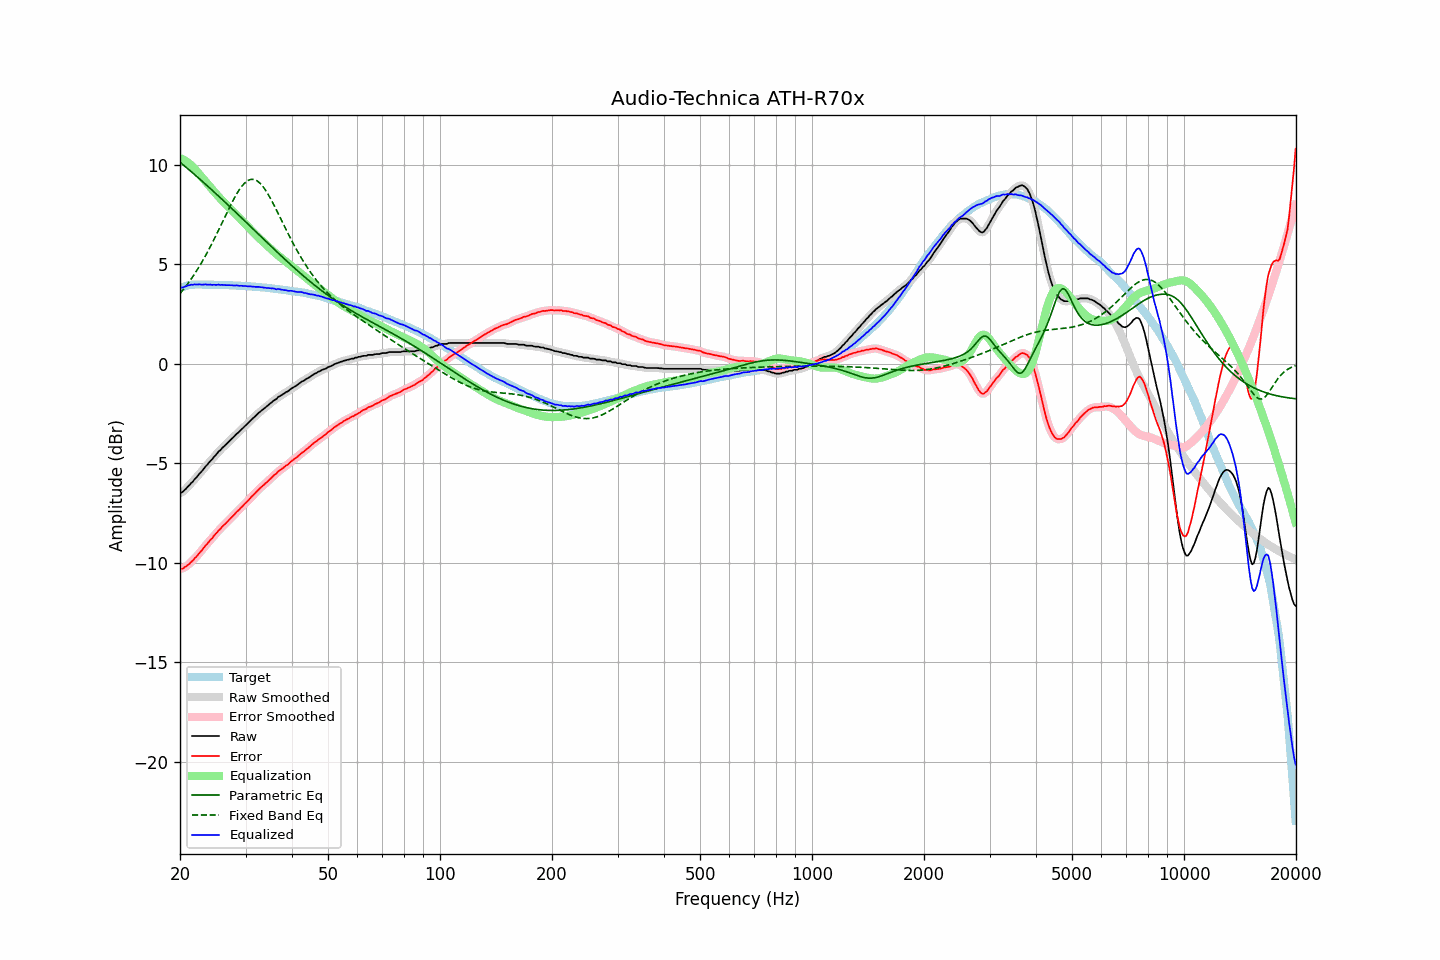 Audio-Technica ATH-R70x
Amplitude (dBr)
10
5
0
−5
−10
−15
−20
Target
Raw Smoothed
Error Smoothed
Raw
Error
Equalization
Parametric Eq
Fixed Band Eq
Equalized
20 50 100 200 500 1000 2000 5000 10000 20000
Frequency (Hz)